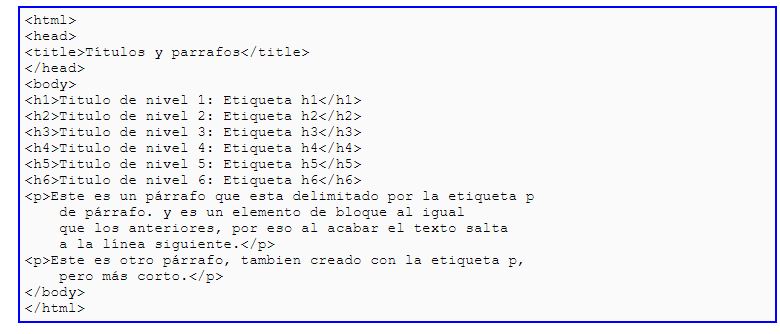 <html>
<head>
<title>Títulos y parrafos</title>
</head>
<body>
<h1>Titulo de nivel 1: Etiqueta h1</h1>
<h2>Titulo de nivel 2: Etiqueta h2</h2>
<h3>Titulo de nivel 3: Etiqueta h3</h3>
<h4>Titulo de nivel 4: Etiqueta h4</h4>
<h5>Titulo de nivel 5: Etiqueta h5</h5>
<h6>Titulo de nivel 6: Etiqueta h6</h6>
<p>Este es un párrafo que esta delimitado por la etiqueta p
    de párrafo. y es un elemento de bloque al igual
    que los anteriores, por eso al acabar el texto salta
    a la línea siguiente.</p>
<p>Este es otro párrafo, tambien creado con la etiqueta p,
    pero más corto.</p>
</body>
</html>